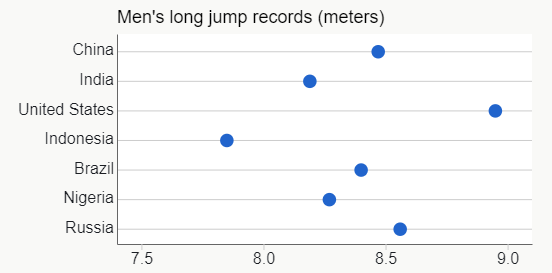 Men's long jump records (meters)
China
India
United States
Indonesia
Brazil
Nigeria
Russia
7.5 8.0 8.5 9.0